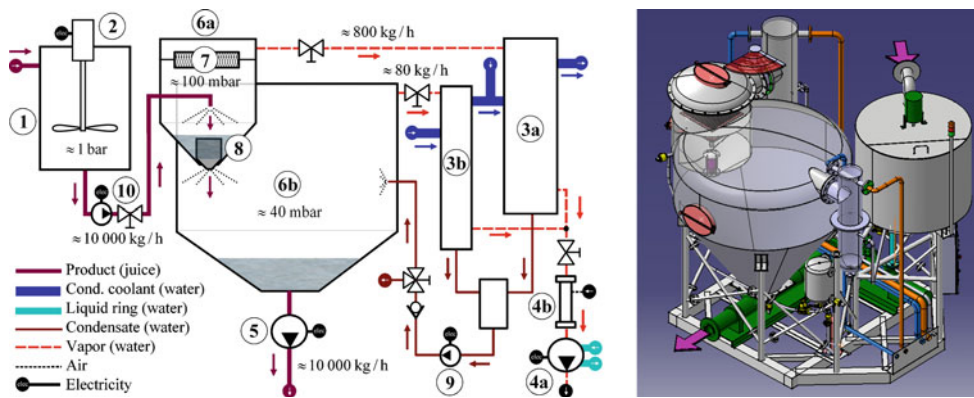 2
6a
≈ 800 kg / h
7
≈ 100 mbar
≈ 80 kg / h
1
3a
8
3b
≈ 1 bar
6b
10
≈ 40 mbar
≈ 10 000 kg / h
Product (juice)
Cond. coolant (water)
Liquid ring (water)
Condensate (water)
Vapor (water)
Air
Electricity
5
4b
≈ 10 000 kg / h
9
4a